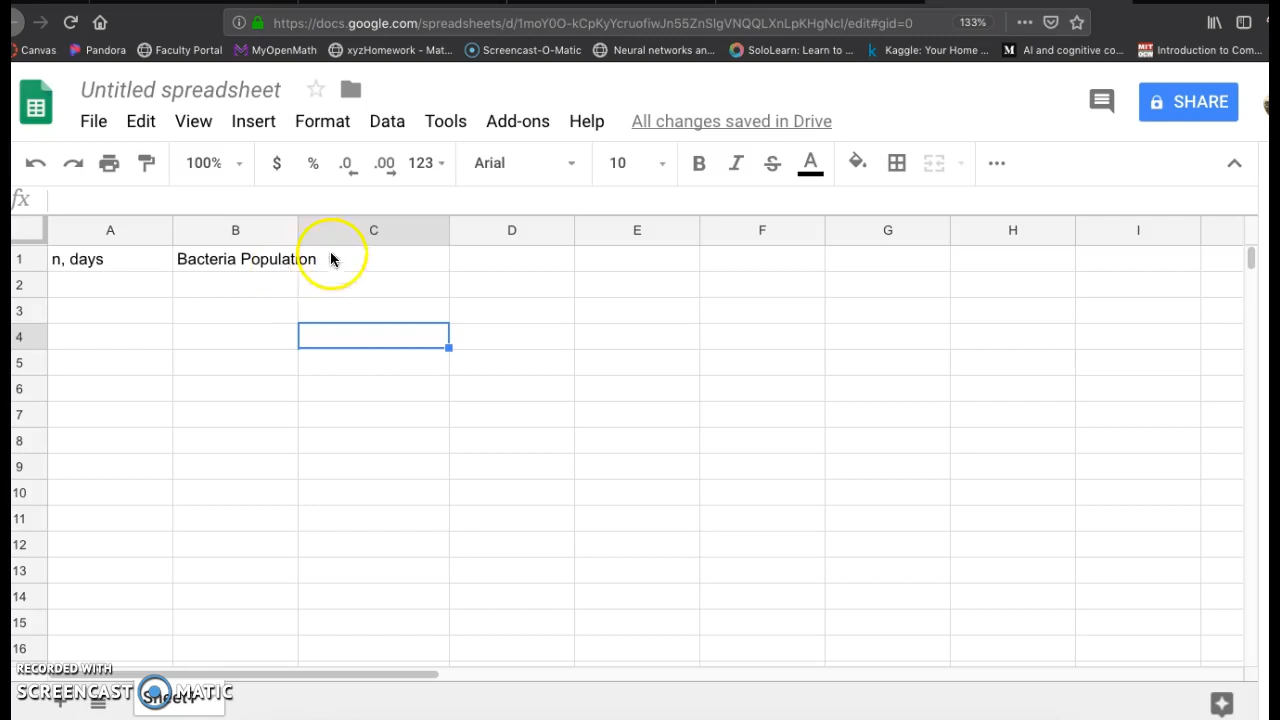 https://docs.google.com/spreadsheets/d/1moY0O-kCpKyYcruofiwJn55ZnSlgVNQQLXnLpKHgNcI/edit#gid=0 133%
Canvas Pandora Faculty Portal MyOpenMath xyzHomework - Mat... Screencast-O-Matic Neural networks an... SoloLearn: Learn to ... Kaggle: Your Home ... AI and cognitive co... Introduction to Com...
Untitled spreadsheet
SHARE
File Edit View Insert Format Data Tools Add-ons Help All changes saved in Drive
100% $ % .0 .00 123 Arial 10 B I S A
fx
A B C D E F G H I
1 n, days Bacteria Population
2
3
4
5
6
7
8
9
10
11
12
13
14
15
16
RECORDED WITH
SCREENCAST MATIC